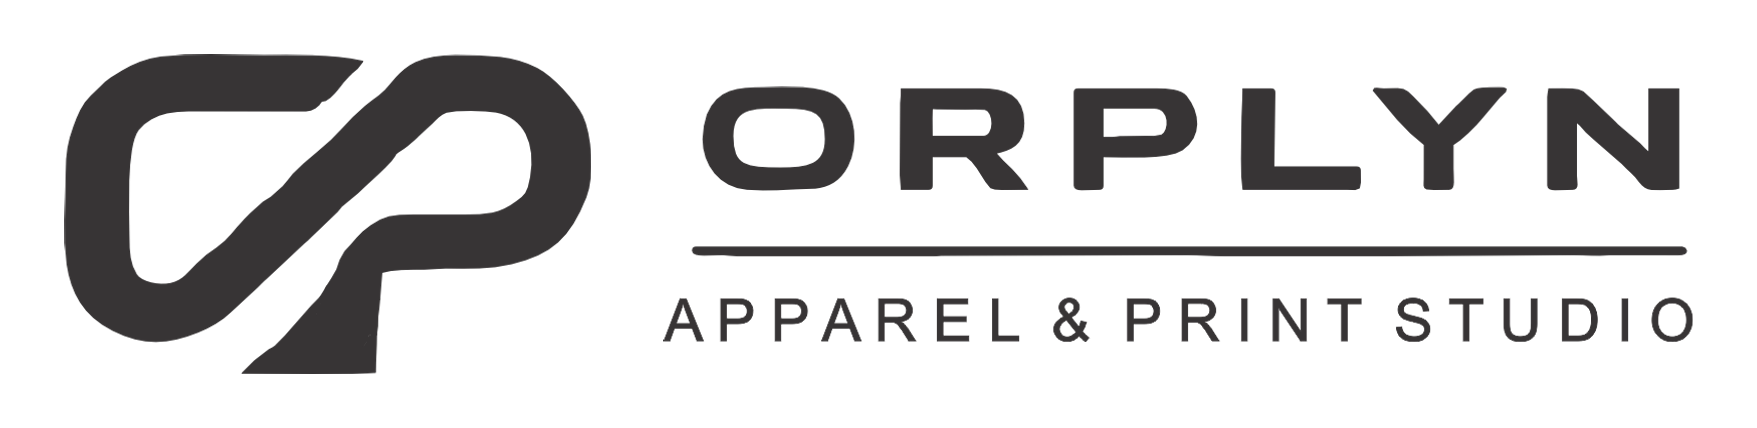 ORPLYN
APPAREL & PRINT STUDIO